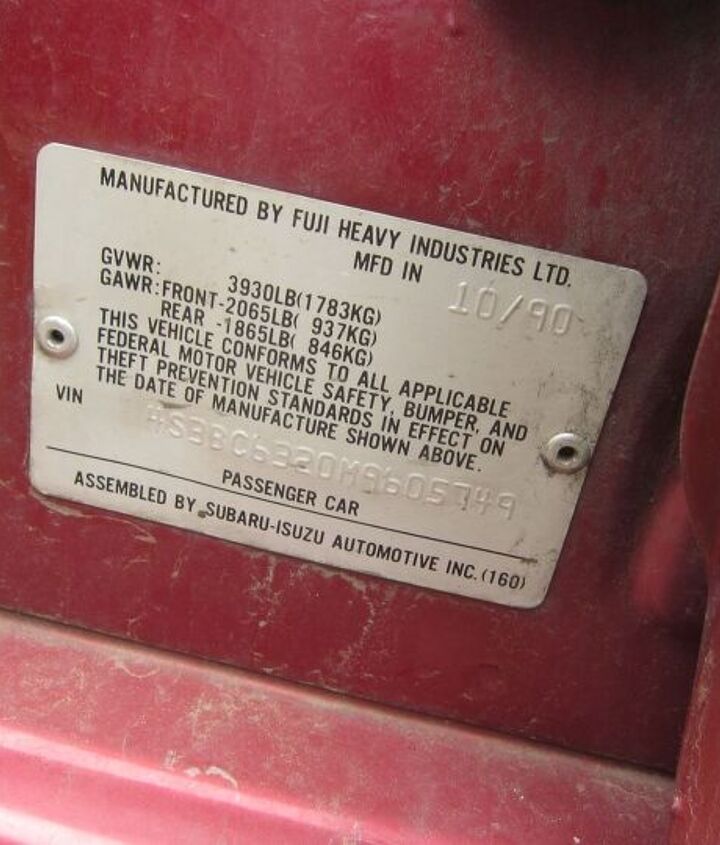 MANUFACTURED BY FUJI HEAVY INDUSTRIES LTD.
MFD IN 10/90
GVWR: 3930LB(1783KG)
GAWR:FRONT-2065LB( 937KG)
REAR -1865LB( 846KG)
THIS VEHICLE CONFORMS TO ALL APPLICABLE
FEDERAL MOTOR VEHICLE SAFETY, BUMPER, AND
THEFT PREVENTION STANDARDS IN EFFECT ON
THE DATE OF MANUFACTURE SHOWN ABOVE.
VIN 4S3BC6320M9605749
PASSENGER CAR
ASSEMBLED BY SUBARU-ISUZU AUTOMOTIVE INC.(160)